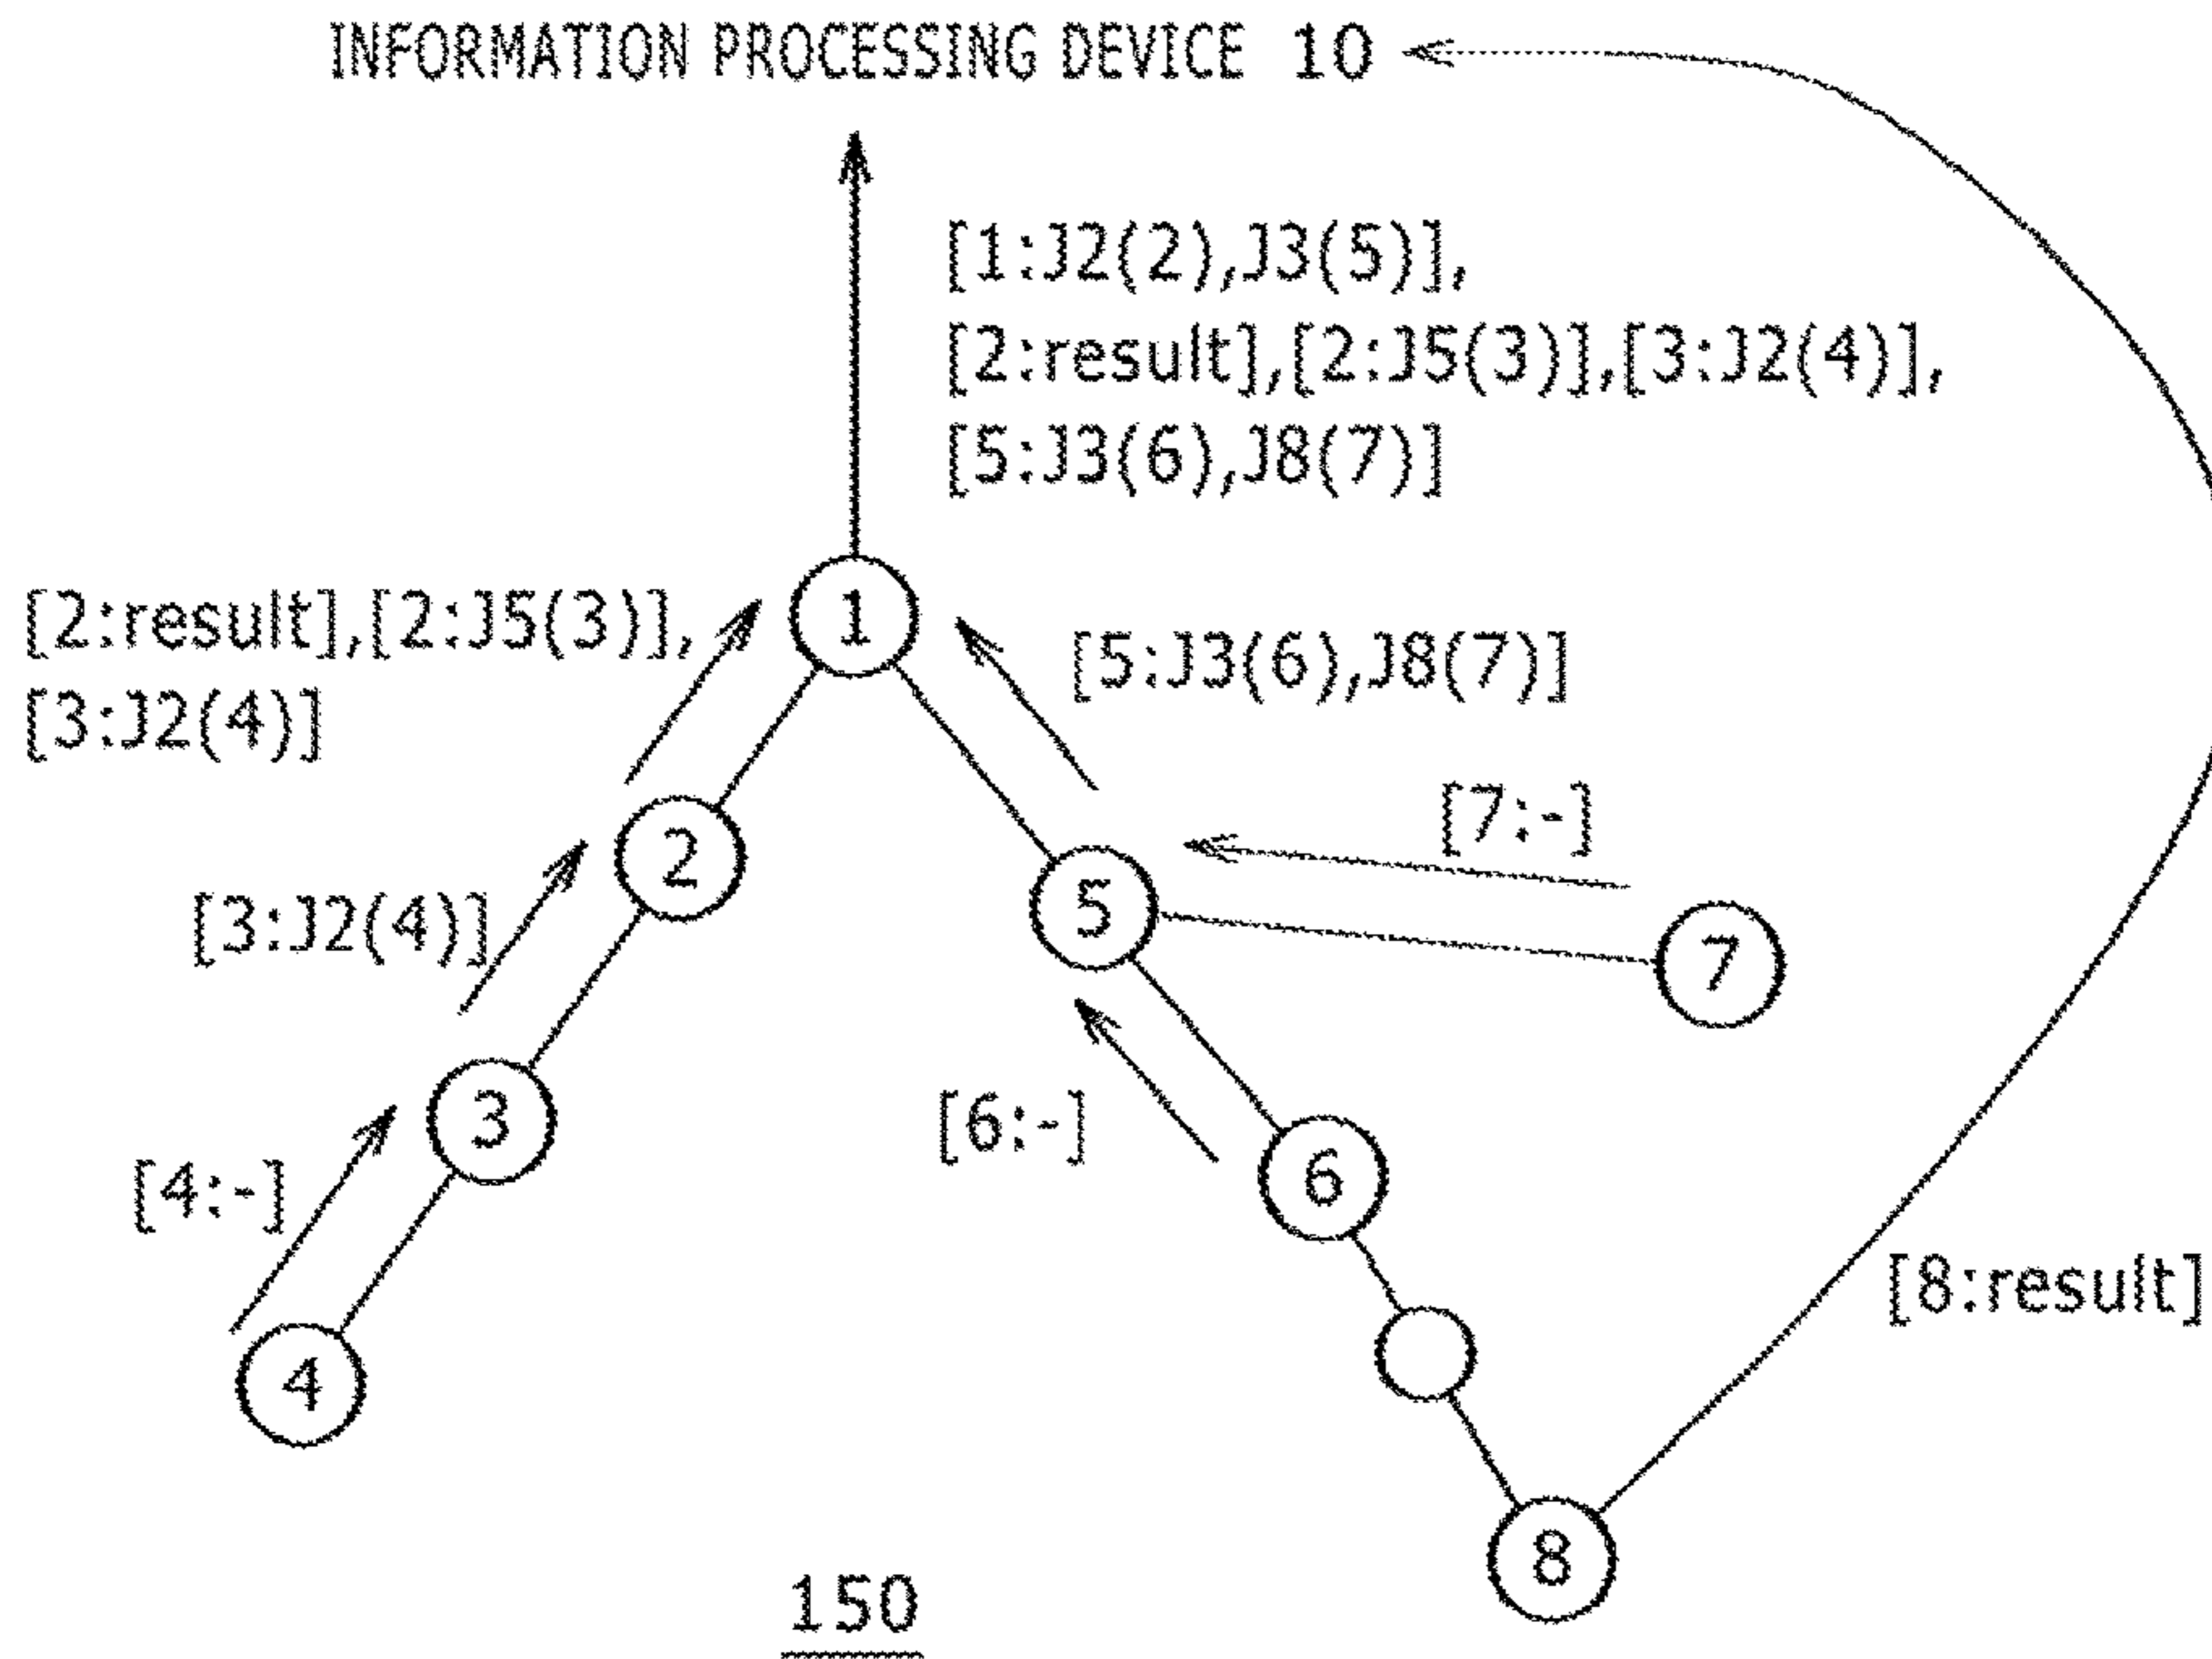 INFORMATION PROCESSING DEVICE 10
[1:J2(2),J3(5)],
[2:result],[2:J5(3)],[3:J2(4)],
[5:J3(6),J8(7)]
1
[2:result],[2:J5(3)],
[3:J2(4)]
[5:J3(6),J8(7)]
[7:-]
2
5
[3:J2(4)]
7
3
[6:-]
6
[4:-]
[8:result]
4
8
150